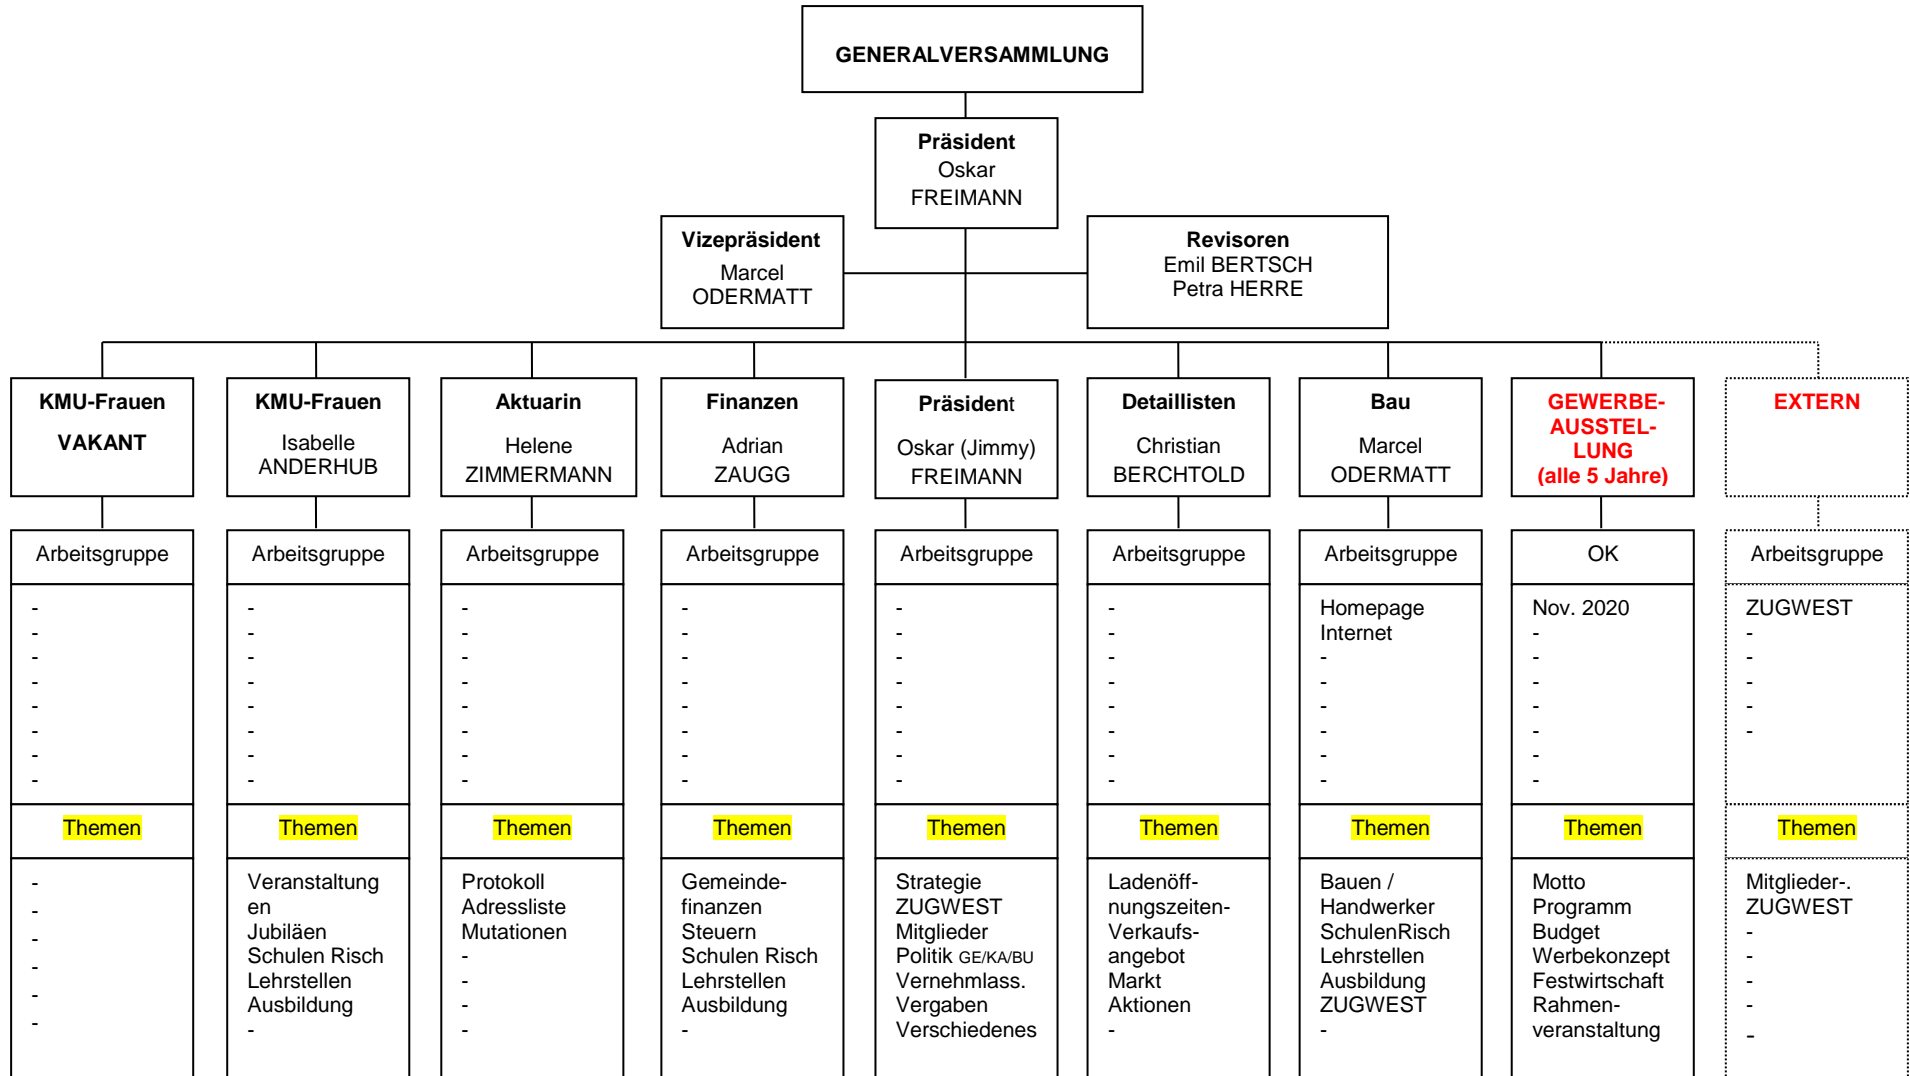 GENERALVERSAMMLUNG
Präsident
Oskar
FREIMANN
Vizepräsident
Marcel
ODERMATT
Revisoren
Emil BERTSCH
Petra HERRE
KMU-Frauen
VAKANT
KMU-Frauen
Isabelle
ANDERHUB
Aktuarin
Helene
ZIMMERMANN
Finanzen
Adrian
ZAUGG
Präsident
Oskar (Jimmy)
FREIMANN
Detaillisten
Christian
BERCHTOLD
Bau
Marcel
ODERMATT
GEWERBE-
AUSSTEL-
LUNG
(alle 5 Jahre)
EXTERN
Arbeitsgruppe
-
-
-
-
-
-
-
-
Arbeitsgruppe
-
-
-
-
-
-
-
-
Arbeitsgruppe
-
-
-
-
-
-
-
-
Arbeitsgruppe
-
-
-
-
-
-
-
-
Arbeitsgruppe
-
-
-
-
-
-
-
-
Arbeitsgruppe
-
-
-
-
-
-
-
-
Arbeitsgruppe
Homepage
Internet
-
-
-
-
-
-
OK
Nov. 2020
-
-
-
-
-
-
-
Arbeitsgruppe
ZUGWEST
-
-
-
-
-
Themen
-
-
-
-
-
-
Themen
Veranstaltung
en
Jubiläen
Schulen Risch
Lehrstellen
Ausbildung
-
Themen
Protokoll
Adressliste
Mutationen
-
-
-
-
Themen
Gemeinde-
finanzen
Steuern
Schulen Risch
Lehrstellen
Ausbildung
-
Themen
Strategie
ZUGWEST
Mitglieder
Politik GE/KA/BU
Vernehmlass.
Vergaben
Verschiedenes
Themen
Ladenöff-
nungszeiten-
Verkaufs-
angebot
Markt
Aktionen
-
Themen
Bauen /
Handwerker
SchulenRisch
Lehrstellen
Ausbildung
ZUGWEST
-
Themen
Motto
Programm
Budget
Werbekonzept
Festwirtschaft
Rahmen-
veranstaltung
Themen
Mitglieder-.
ZUGWEST
-
-
-
-
-